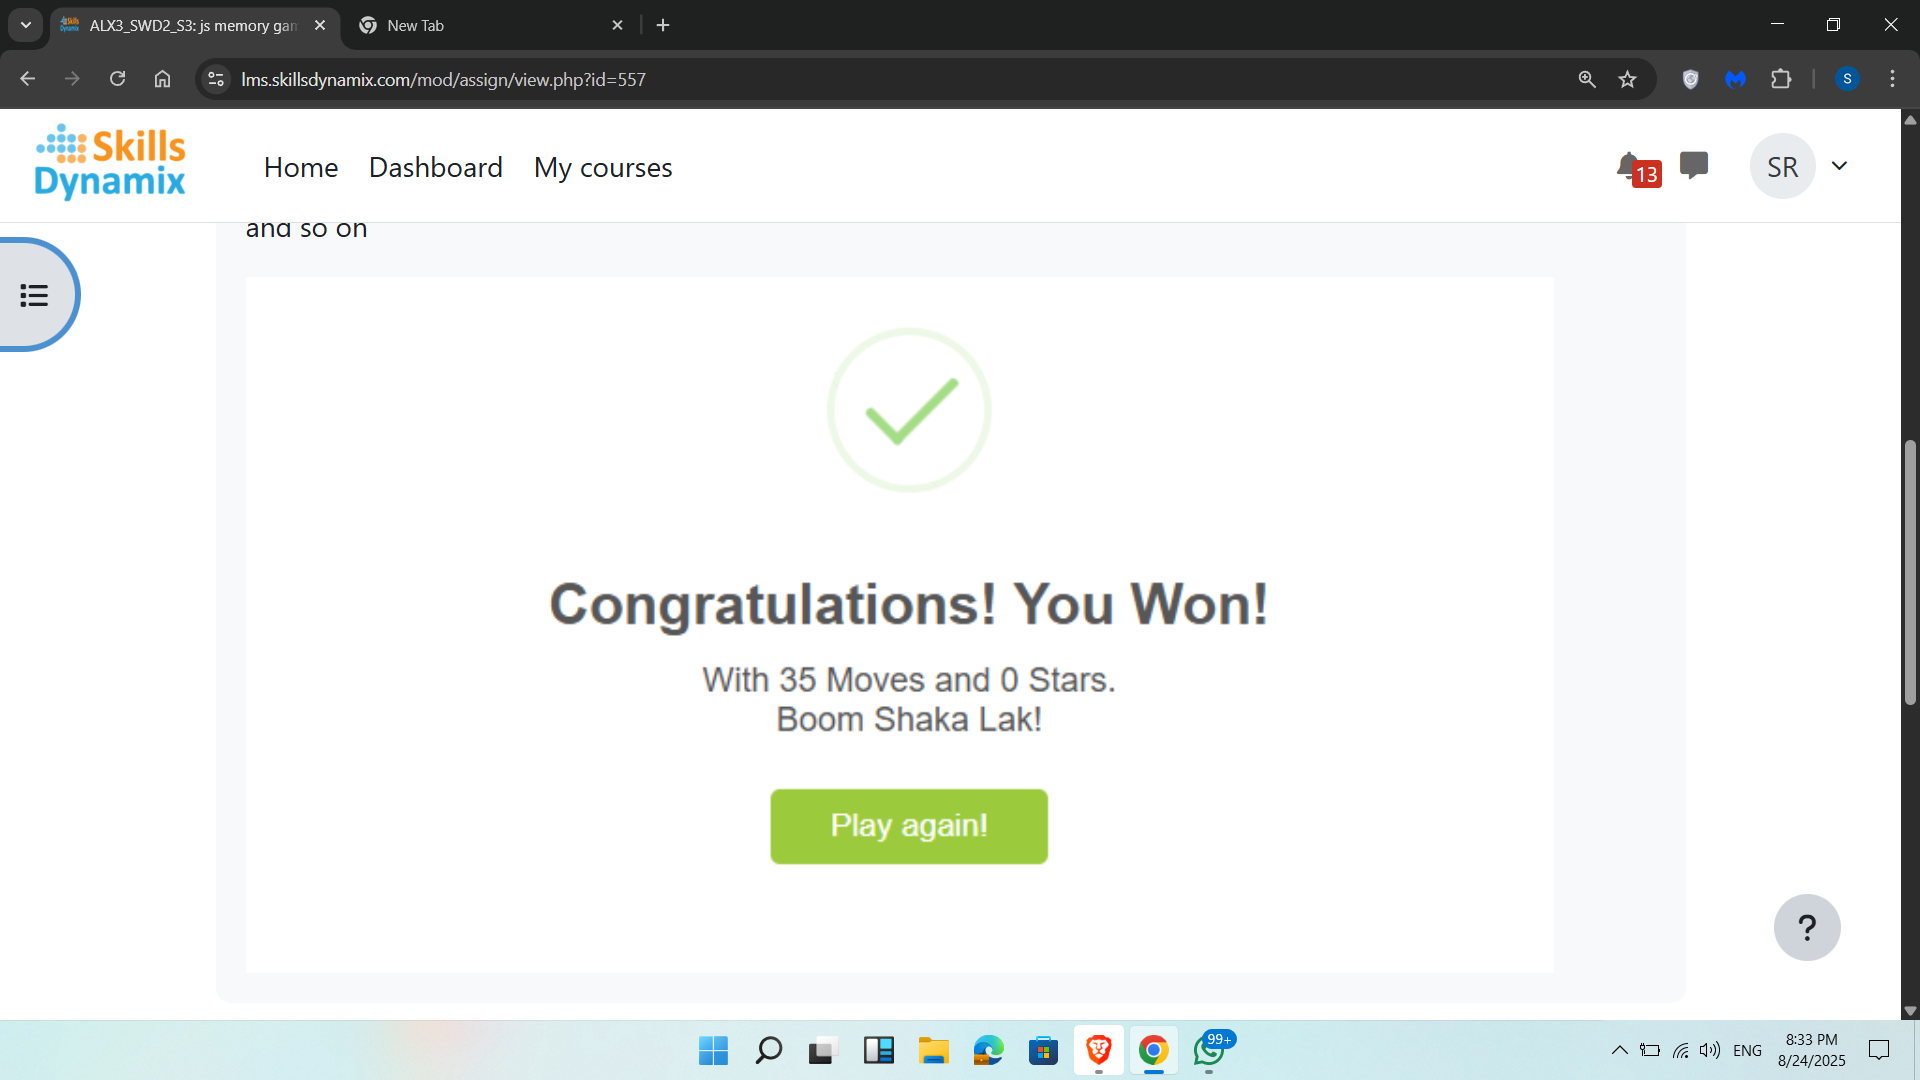 ALX3_SWD2_S3: js memory gam
New Tab
lms.skillsdynamix.com/mod/assign/view.php?id=557
S
Skills
Dynamix
Home
Dashboard
My courses
13
SR
and so on
Congratulations! You Won!
With 35 Moves and 0 Stars.
Boom Shaka Lak!
Play again!
?
99+
ENG
8:33 PM
8/24/2025